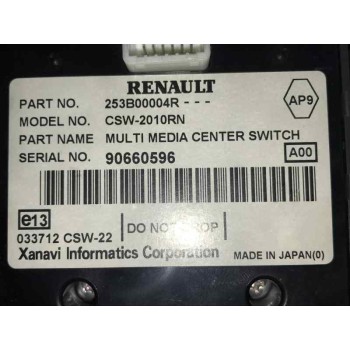 RENAULT
PART NO. 253B00004R - - -
AP9
MODEL NO. CSW-2010RN
PART NAME MULTI MEDIA CENTER SWITCH
SERIAL NO. 90660596
A00
e13
DO NOT DROP
033712 CSW-22
Xanavi Informatics Corporation
MADE IN JAPAN(0)